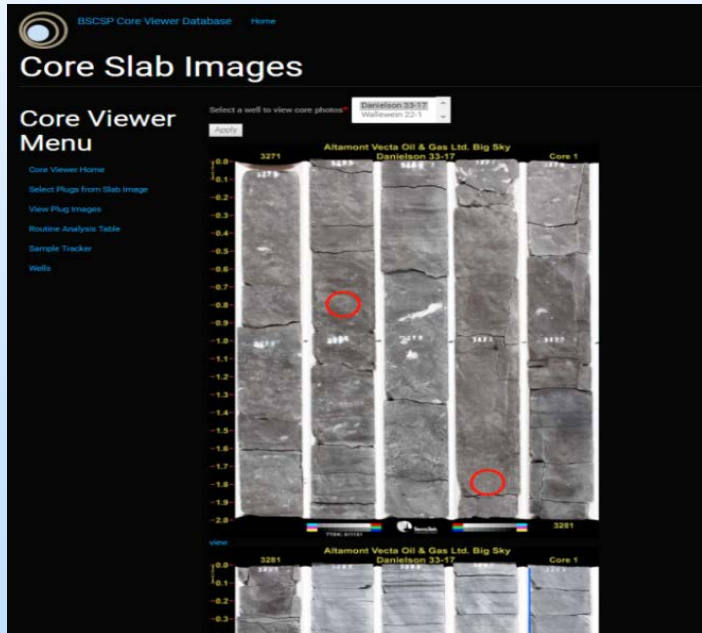 BSCSP Core Viewer Database Home
Core Slab Images
Core Viewer
Menu
Core Viewer Home
Select Plugs from Slab Image
View Plug Images
Routine Analysis Table
Sample Tracker
Wells
Select a well to view core photos*
Danielson 33-17
Wallewein 22-1
Apply
Altamont Vecta Oil & Gas Ltd. Big Sky
3271 Danielson 33-17 Core 1
0.0
0.1
0.2
0.3
0.4
0.5
0.6
0.7
0.8
0.9
1.0
1.1
1.2
1.3
1.4
1.5
1.6
1.7
1.8
1.9
2.0
3281
view
Altamont Vecta Oil & Gas Ltd. Big Sky
3281 Danielson 33-17 Core 1
0.0
0.1
0.2
0.3